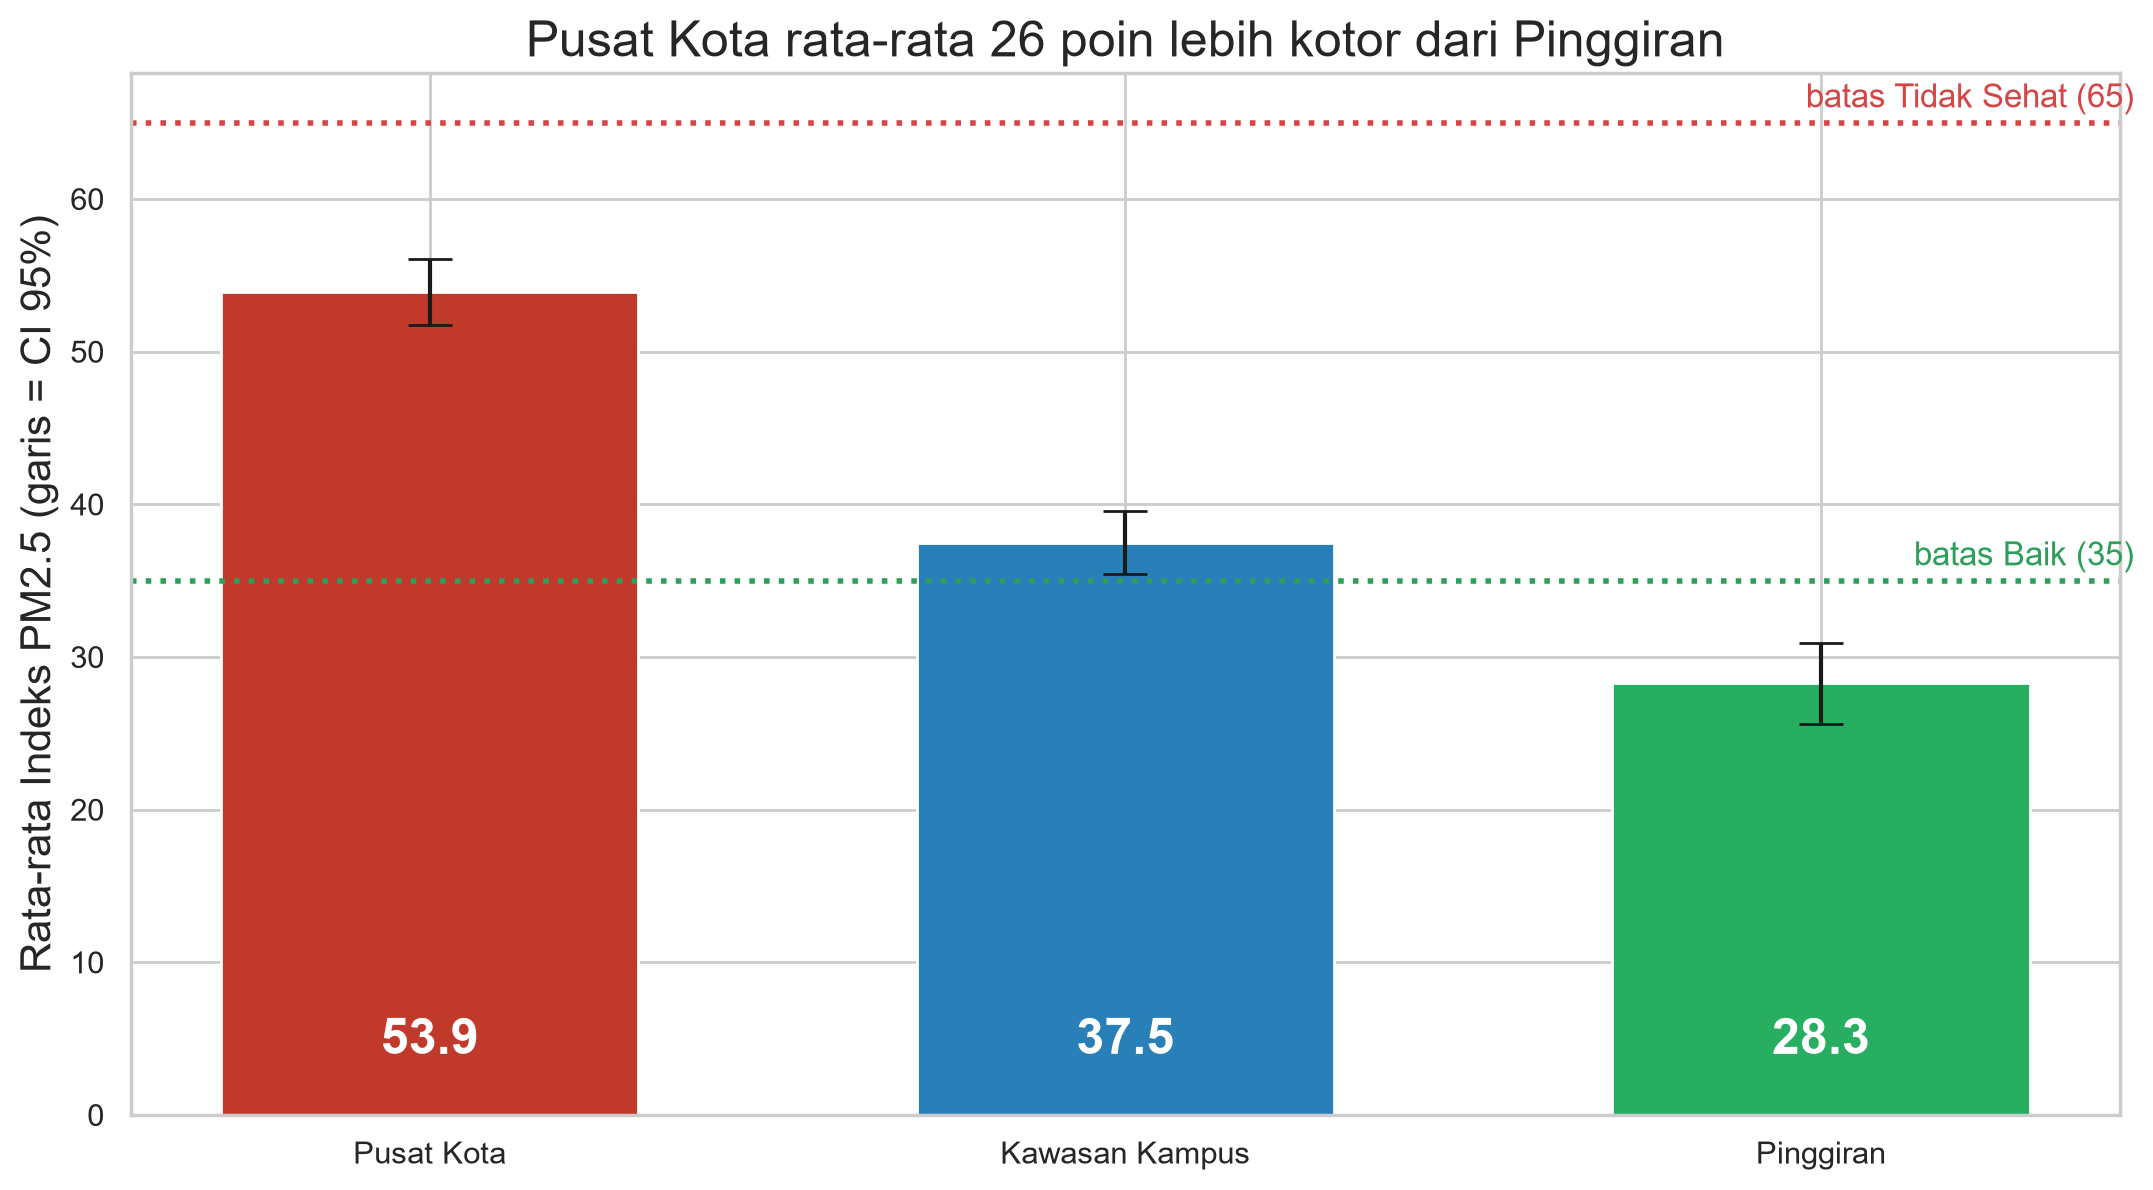 Pusat Kota rata-rata 26 poin lebih kotor dari Pinggiran
Rata-rata Indeks PM2.5 (garis = CI 95%)
batas Tidak Sehat (65)
60
50
40
batas Baik (35)
30
20
10
0
53.9
37.5
28.3
Pusat Kota
Kawasan Kampus
Pinggiran